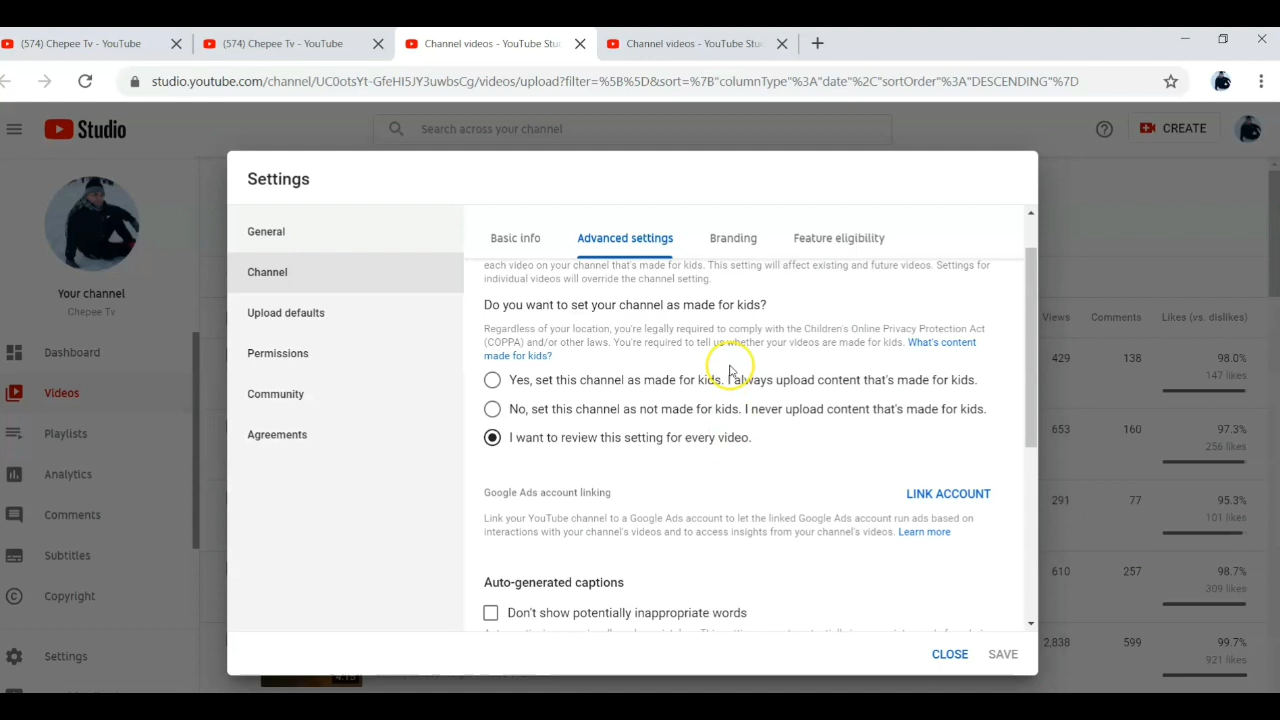 (574) Chepee Tv - YouTube
(574) Chepee Tv - YouTube
Channel videos - YouTube Stu
Channel videos - YouTube Stu
studio.youtube.com/channel/UC0otsYt-GfeHI5JY3uwbsCg/videos/upload?filter=%5B%5D&sort=%7B"columnType"%3A"date"%2C"sortOrder"%3A"DESCENDING"%7D
Studio
Search across your channel
CREATE
Your channel
Chepee Tv
Dashboard
Videos
Playlists
Analytics
Comments
Subtitles
Copyright
Settings
Settings
General
Channel
Upload defaults
Permissions
Community
Agreements
Basic info
Advanced settings
Branding
Feature eligibility
each video on your channel that's made for kids. This setting will affect existing and future videos. Settings for
individual videos will override the channel setting.
Do you want to set your channel as made for kids?
Regardless of your location, you're legally required to comply with the Children's Online Privacy Protection Act
(COPPA) and/or other laws. You're required to tell us whether your videos are made for kids. What's content
made for kids?
Yes, set this channel as made for kids. I always upload content that's made for kids.
No, set this channel as not made for kids. I never upload content that's made for kids.
I want to review this setting for every video.
Google Ads account linking
LINK ACCOUNT
Link your YouTube channel to a Google Ads account to let the linked Google Ads account run ads based on
interactions with your channel's videos and to access insights from your channel's videos. Learn more
Auto-generated captions
Don't show potentially inappropriate words
CLOSE
SAVE
Views
Comments
Likes (vs. dislikes)
429
138
98.0%
147 likes
653
160
97.3%
256 likes
291
77
95.3%
101 likes
610
257
98.7%
309 likes
2,838
599
99.7%
921 likes
4:15